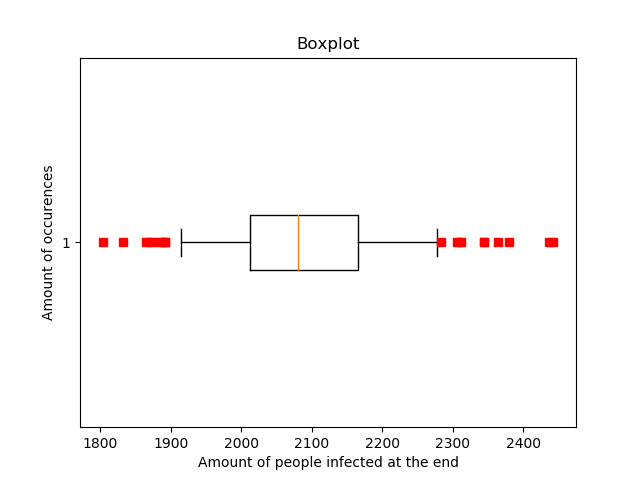 Boxplot
Amount of occurences
1
1800 1900 2000 2100 2200 2300 2400
Amount of people infected at the end